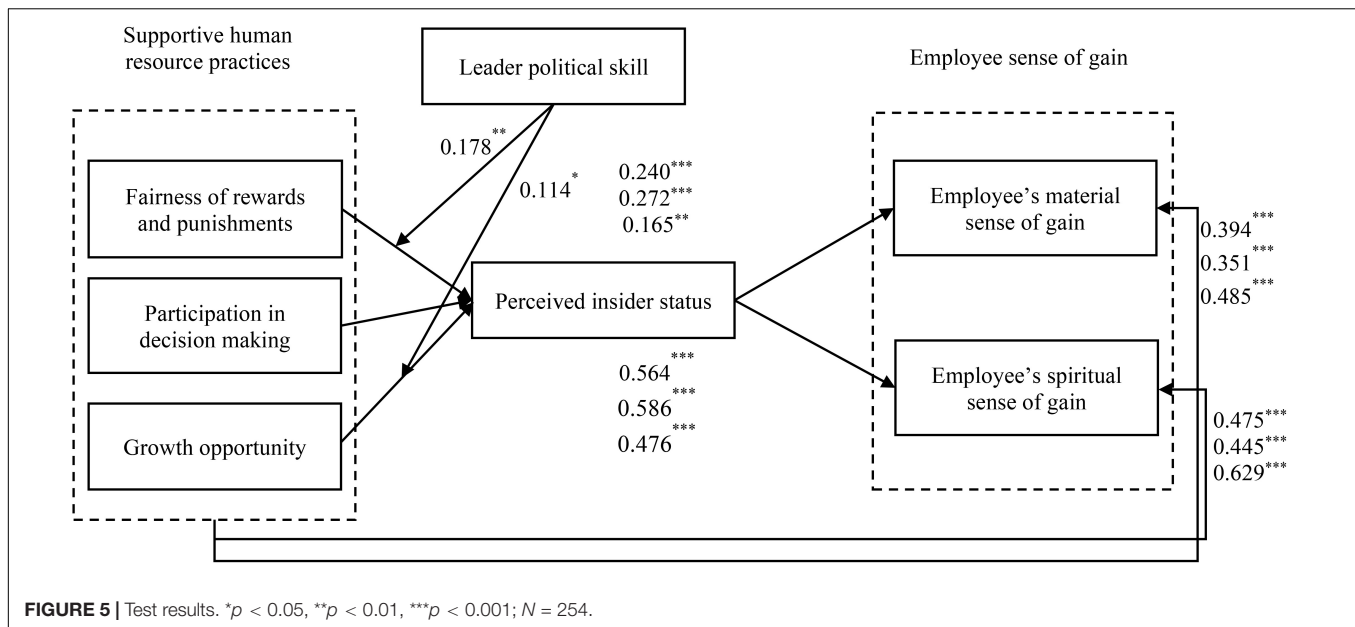 Supportive human
resource practices
Leader political skill
Employee sense of gain
0.178**
0.114*
0.240***
0.272***
0.165**
Fairness of rewards
and punishments
Participation in
decision making
Growth opportunity
Perceived insider status
0.564***
0.586***
0.476***
Employee’s material
sense of gain
Employee’s spiritual
sense of gain
0.394***
0.351***
0.485***
0.475***
0.445***
0.629***
FIGURE 5 | Test results. *p < 0.05, **p < 0.01, ***p < 0.001; N = 254.